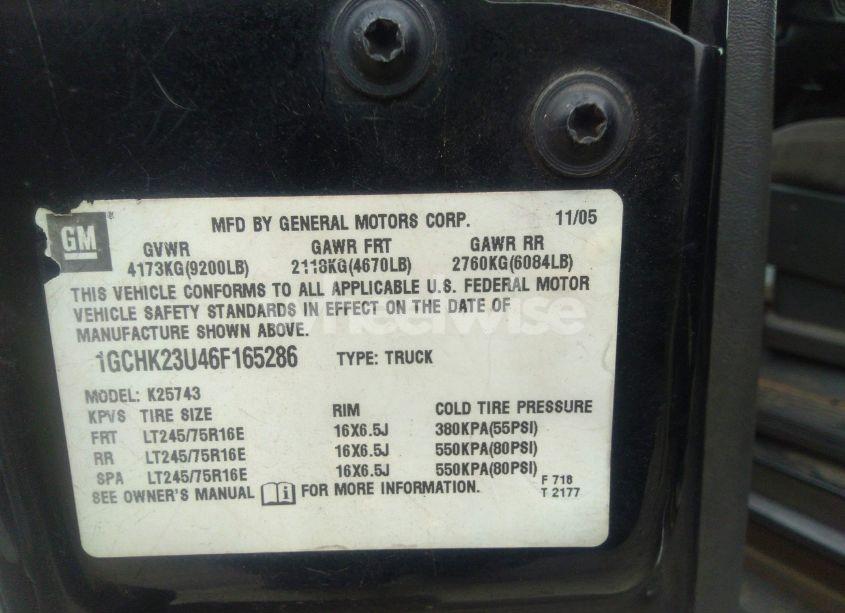 GM
MFD BY GENERAL MOTORS CORP. 11/05
GVWR GAWR FRT GAWR RR
4173KG(9200LB) 2118KG(4670LB) 2760KG(6084LB)
THIS VEHICLE CONFORMS TO ALL APPLICABLE U.S. FEDERAL MOTOR
VEHICLE SAFETY STANDARDS IN EFFECT ON THE DATE OF
MANUFACTURE SHOWN ABOVE.
wheelwise
1GCHK23U46F165286 TYPE: TRUCK
MODEL: K25743
KPVS TIRE SIZE RIM COLD TIRE PRESSURE
FRT LT245/75R16E 16X6.5J 380KPA(55PSI)
RR LT245/75R16E 16X6.5J 550KPA(80PSI)
SPA LT245/75R16E 16X6.5J 550KPA(80PSI)
SEE OWNER'S MANUAL FOR MORE INFORMATION.
F 718
T 2177